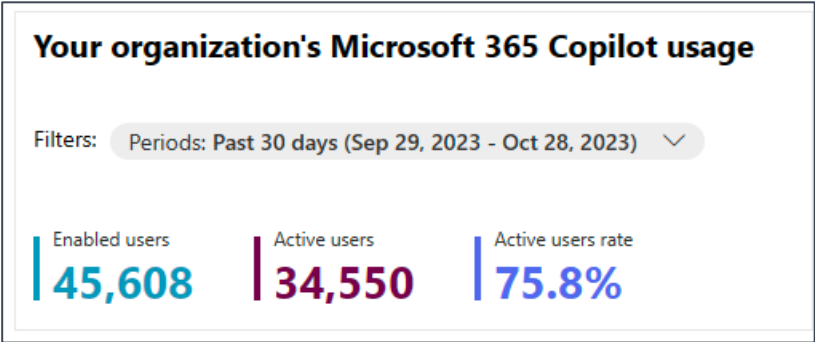 Your organization's Microsoft 365 Copilot usage
Filters: Periods: Past 30 days (Sep 29, 2023 - Oct 28, 2023)
Enabled users Active users Active users rate
45,608 34,550 75.8%